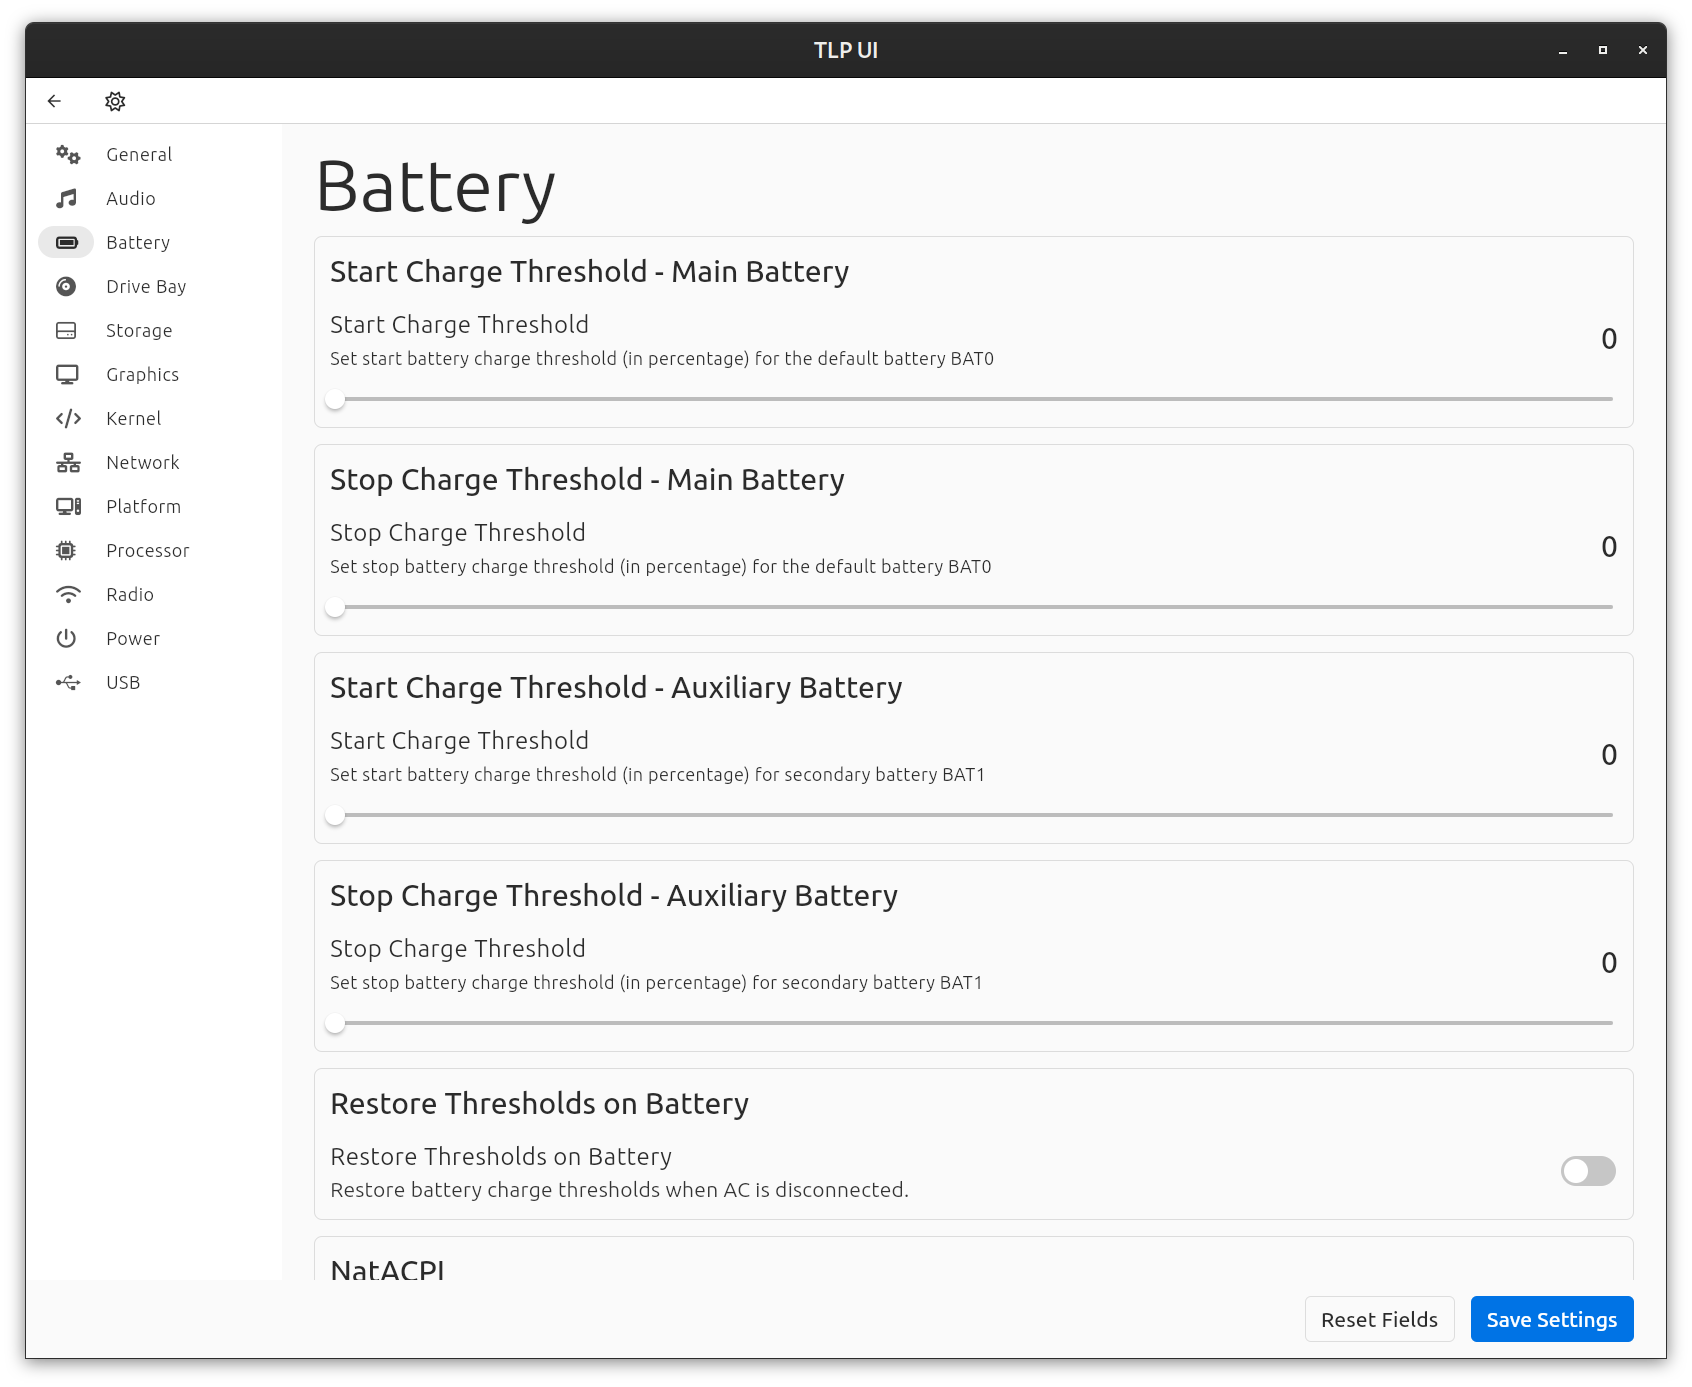 TLP UI
General
Audio
Battery
Drive Bay
Storage
Graphics
Kernel
Network
Platform
Processor
Radio
Power
USB
Battery
Start Charge Threshold - Main Battery
Start Charge Threshold
Set start battery charge threshold (in percentage) for the default battery BAT0
0
Stop Charge Threshold - Main Battery
Stop Charge Threshold
Set stop battery charge threshold (in percentage) for the default battery BAT0
0
Start Charge Threshold - Auxiliary Battery
Start Charge Threshold
Set start battery charge threshold (in percentage) for secondary battery BAT1
0
Stop Charge Threshold - Auxiliary Battery
Stop Charge Threshold
Set stop battery charge threshold (in percentage) for secondary battery BAT1
0
Restore Thresholds on Battery
Restore Thresholds on Battery
Restore battery charge thresholds when AC is disconnected.
NatACPI
Reset Fields
Save Settings